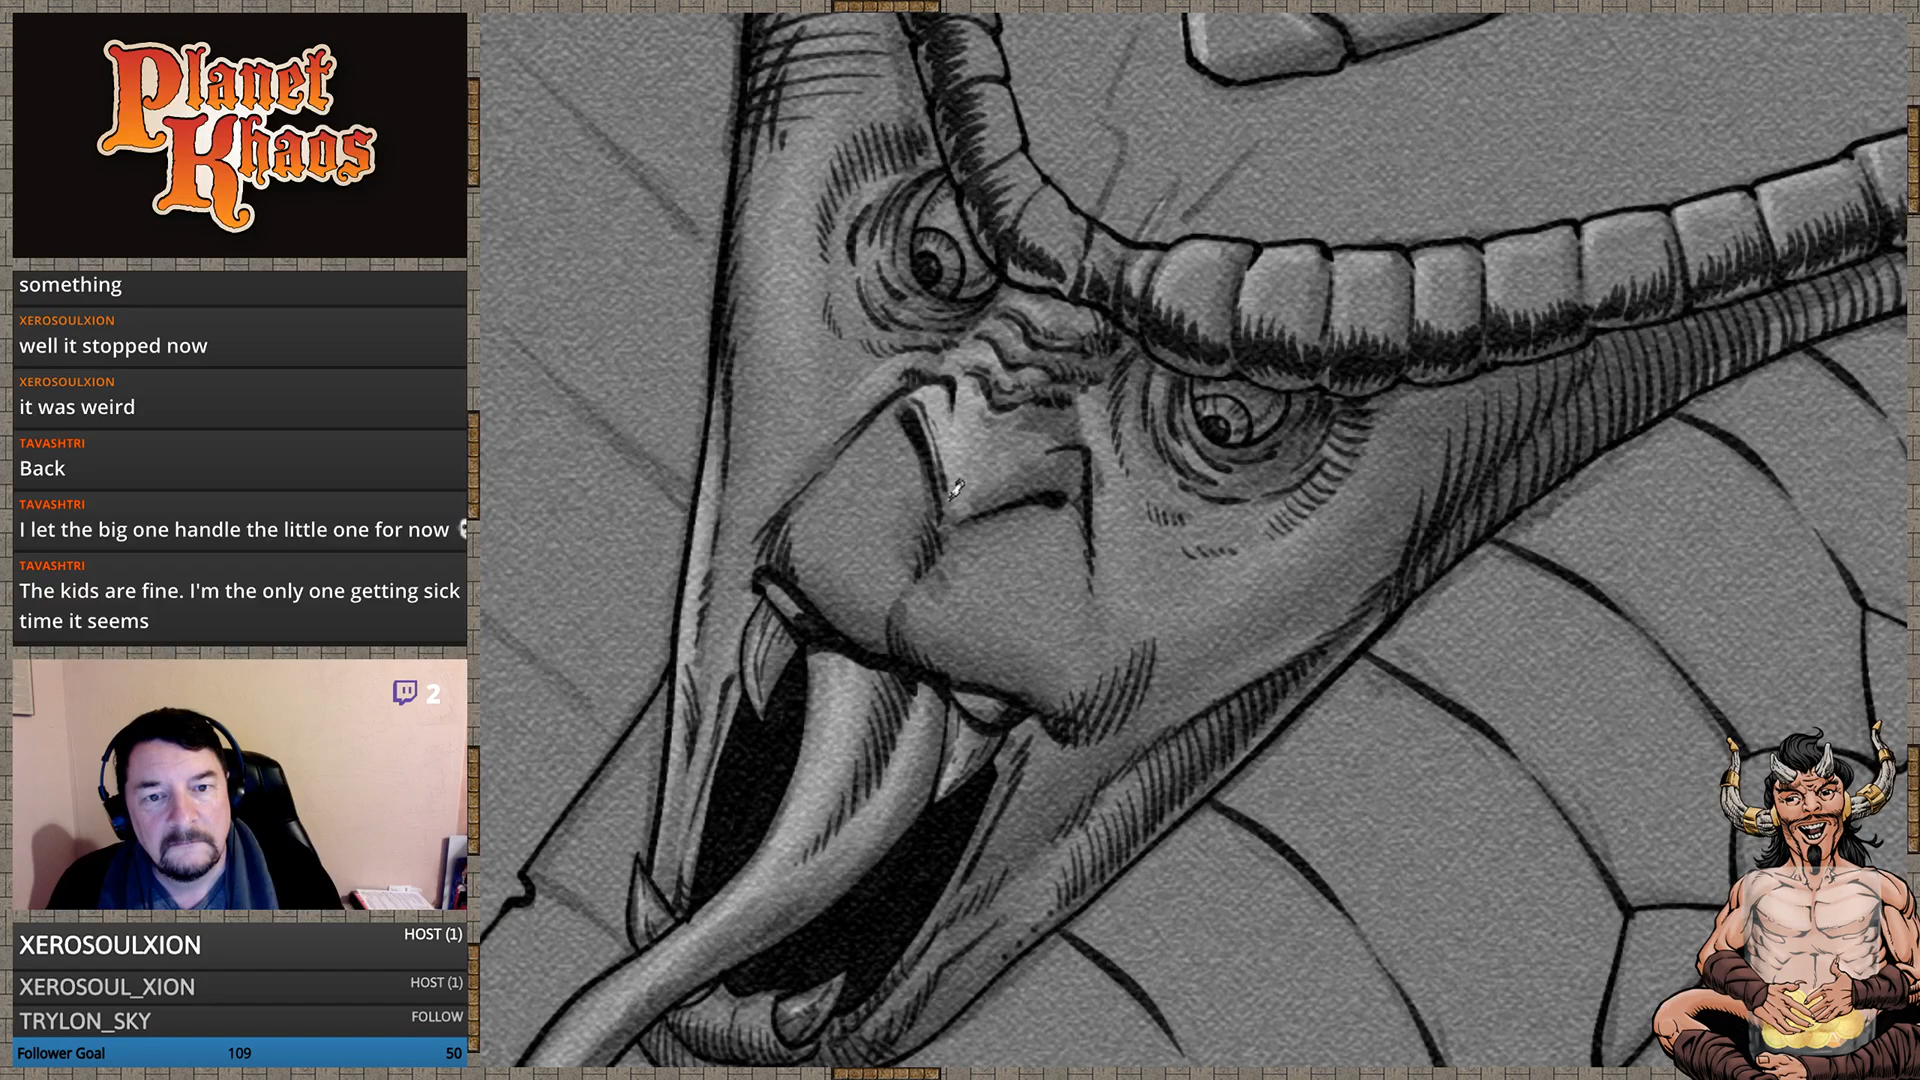 Planet
Khaos
something
XEROSOULXION
well it stopped now
XEROSOULXION
it was weird
TAVASHTRI
Back
TAVASHTRI
I let the big one handle the little one for now
TAVASHTRI
The kids are fine. I'm the only one getting sick
time it seems
2
XEROSOULXION HOST (1)
XEROSOUL_XION HOST (1)
TRYLON_SKY FOLLOW
Follower Goal 109 50